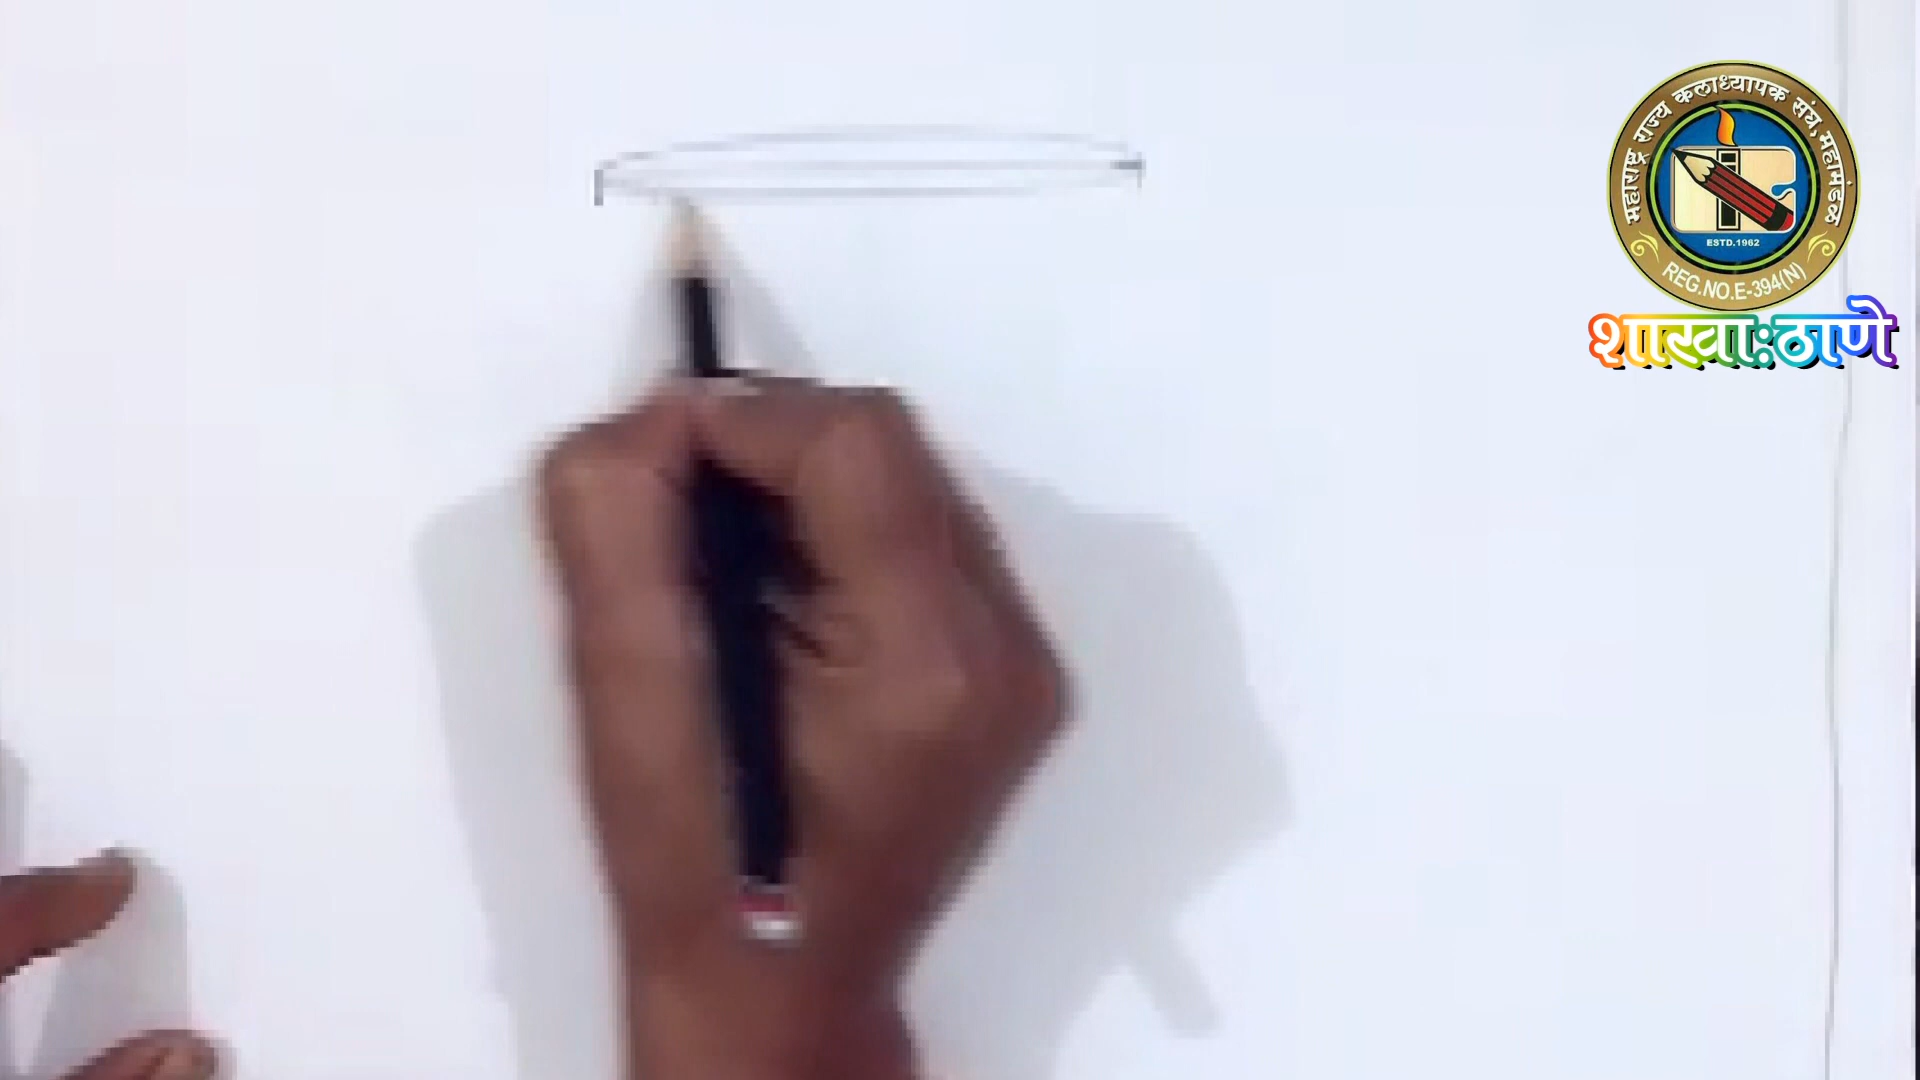 महाराष्ट्र राज्य कलाध्यापक संघ, महामंडळ
ESTD.1962
REG.NO.E-394(N)
शाखा:ठाणे